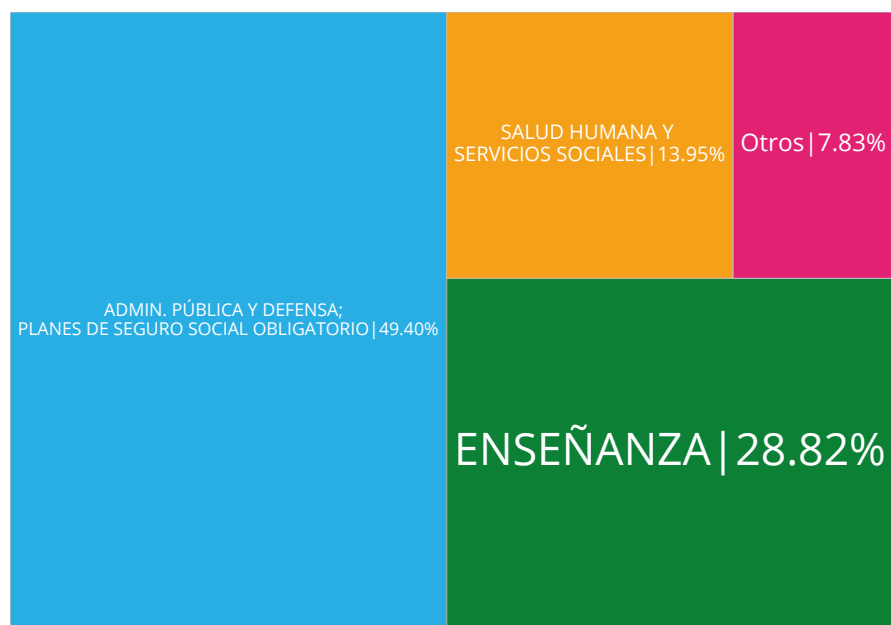 ADMIN. PÚBLICA Y DEFENSA;
PLANES DE SEGURO SOCIAL OBLIGATORIO|49.40%
SALUD HUMANA Y
SERVICIOS SOCIALES|13.95%
Otros|7.83%
ENSEÑANZA|28.82%